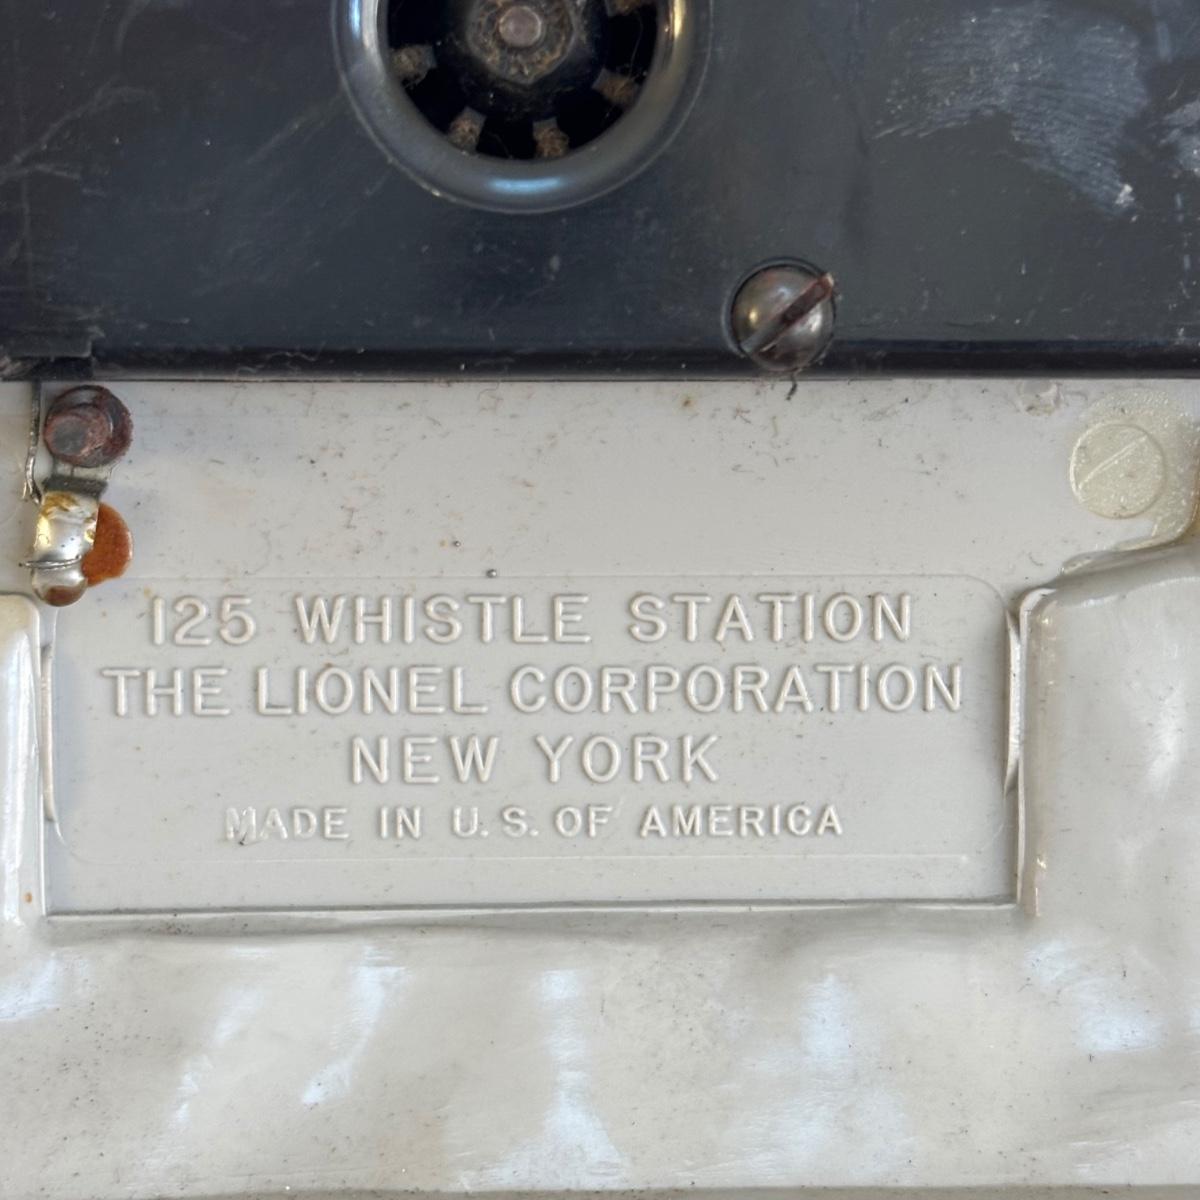 125 WHISTLE STATION
THE LIONEL CORPORATION
NEW YORK
MADE IN U.S. OF AMERICA